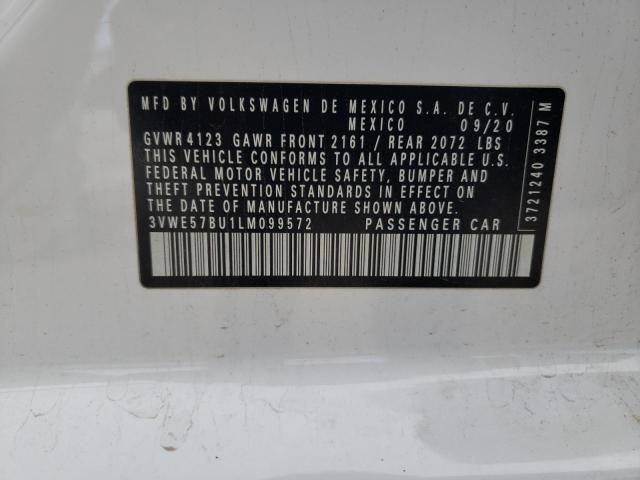 MFD BY VOLKSWAGEN DE MEXICO S.A. DE C.V.
MEXICO 09/20
GVWR 4123 GAWR FRONT 2161 / REAR 2072 LBS
THIS VEHICLE CONFORMS TO ALL APPLICABLE U.S.
FEDERAL MOTOR VEHICLE SAFETY, BUMPER AND
THEFT PREVENTION STANDARDS IN EFFECT ON
THE DATE OF MANUFACTURE SHOWN ABOVE.
3VWE57BU1LM099572 PASSENGER CAR
3721240 3387 M